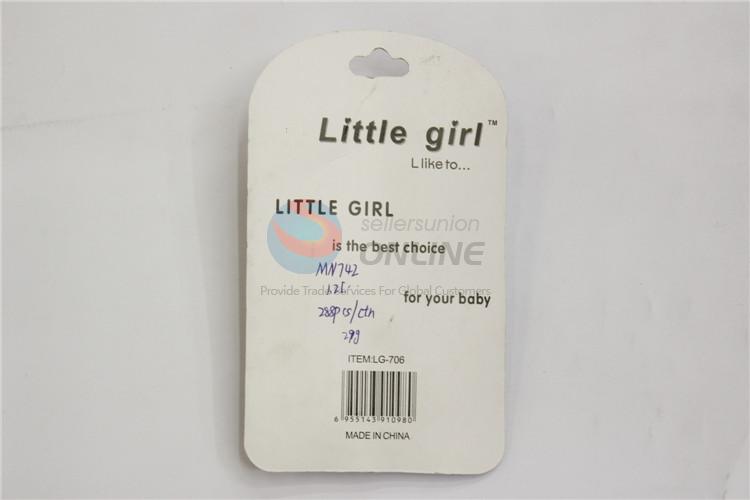 Little girl™
L like to...
LITTLE GIRL
sellersunion
is the best choice
ONLINE
MN742
Provide Trade Services For Global Customers
for your baby
288pcs/ctn
29g
ITEM:LG-706
6 955143 910980
MADE IN CHINA